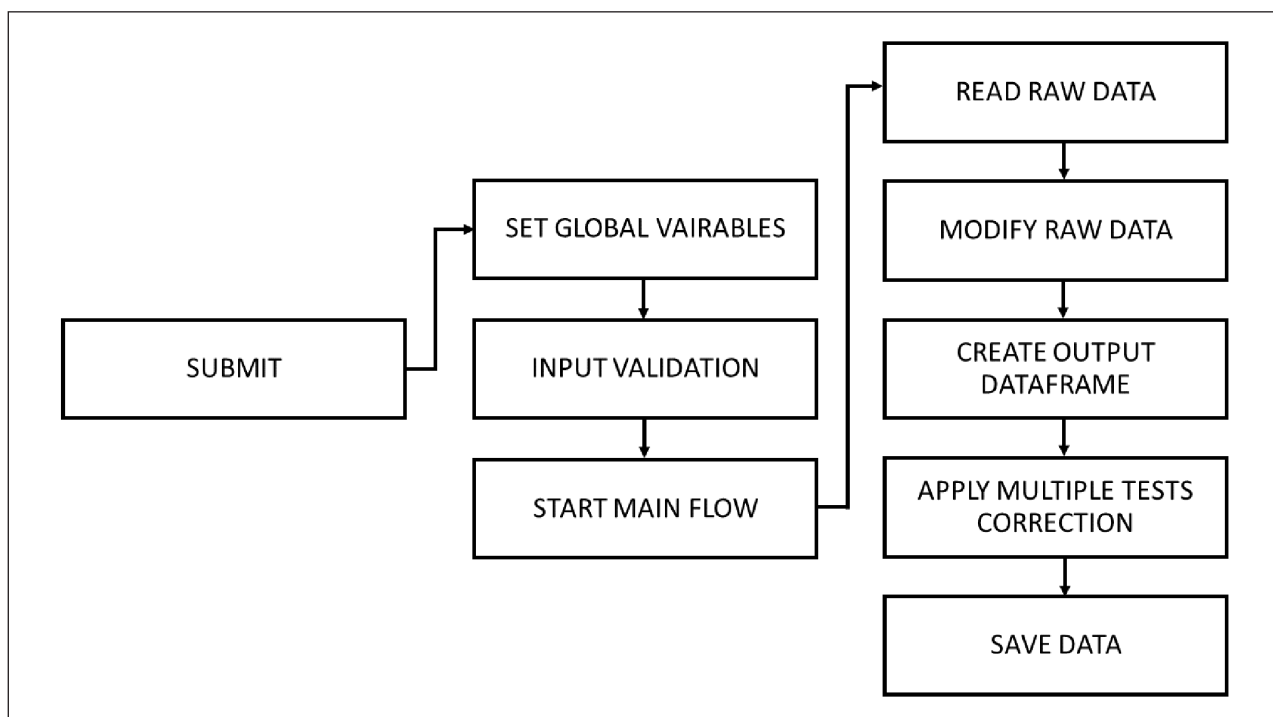 SUBMIT
SET GLOBAL VAIRABLES
INPUT VALIDATION
START MAIN FLOW
READ RAW DATA
MODIFY RAW DATA
CREATE OUTPUT
DATAFRAME
APPLY MULTIPLE TESTS
CORRECTION
SAVE DATA